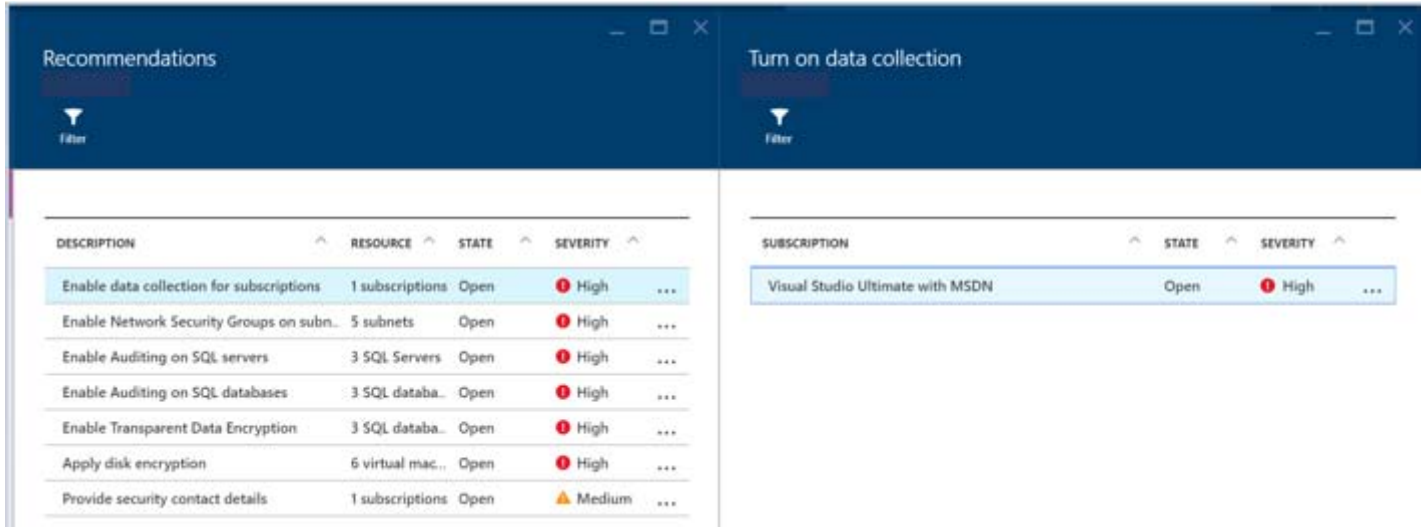 Recommendations
Filter
DESCRIPTION RESOURCE STATE SEVERITY
Enable data collection for subscriptions 1 subscriptions Open High ...
Enable Network Security Groups on subn.. 5 subnets Open High ...
Enable Auditing on SQL servers 3 SQL Servers Open High ...
Enable Auditing on SQL databases 3 SQL databa.. Open High ...
Enable Transparent Data Encryption 3 SQL databa.. Open High ...
Apply disk encryption 6 virtual mac... Open High ...
Provide security contact details 1 subscriptions Open Medium ...
Turn on data collection
Filter
SUBSCRIPTION STATE SEVERITY
Visual Studio Ultimate with MSDN Open High ...